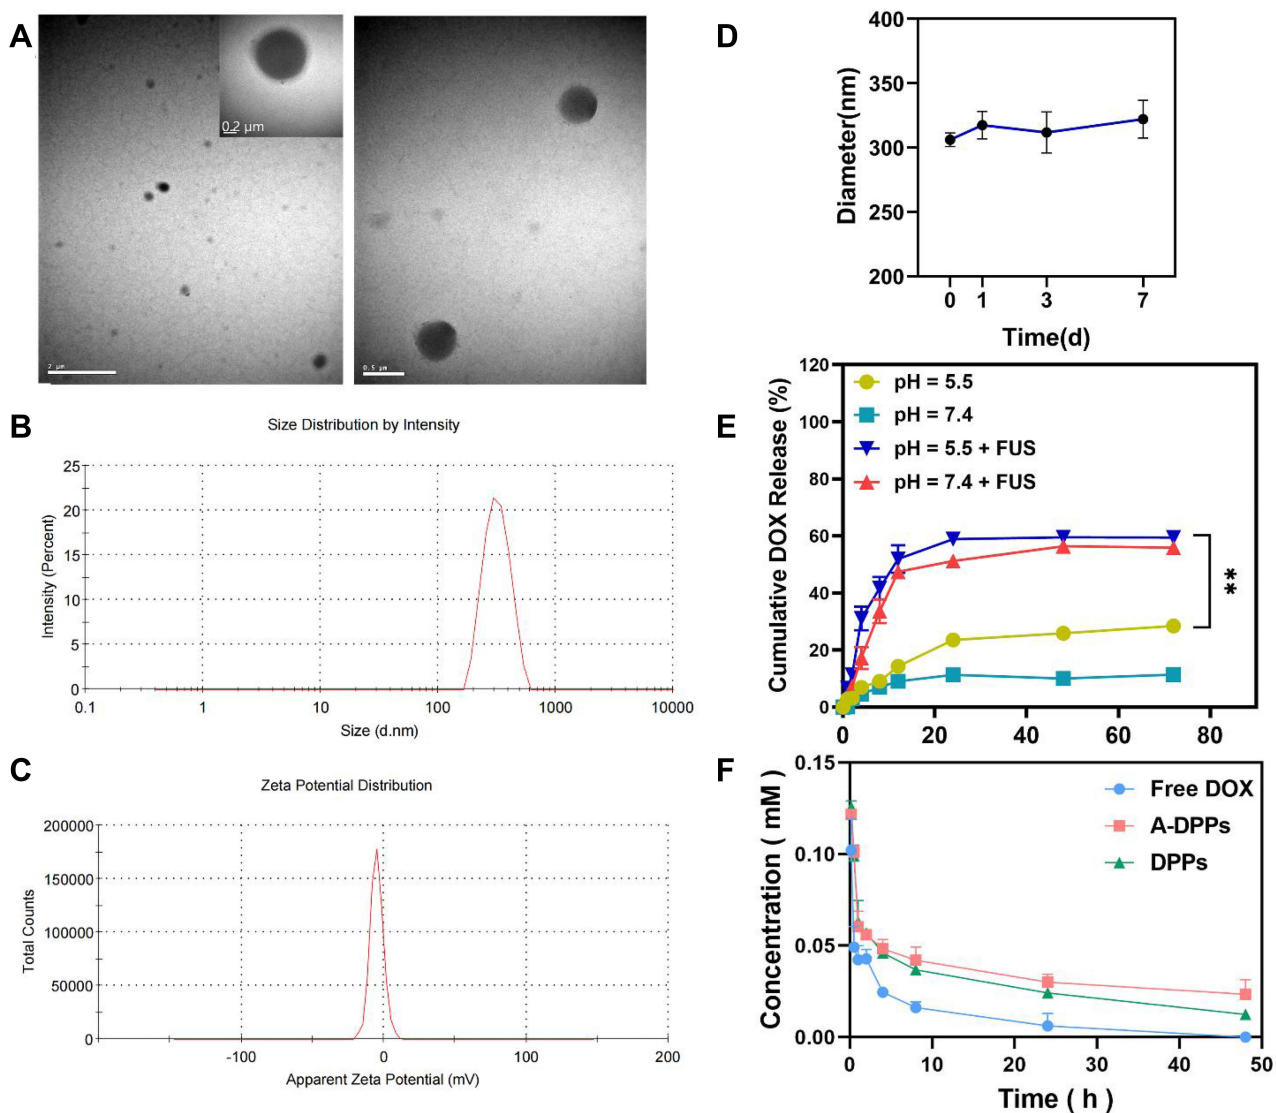 A
0.2 µm
2 µm
0.5 µm
B
Size Distribution by Intensity
Intensity (Percent)
25
20
15
10
5
0
0.1 1 10 100 1000 10000
Size (d.nm)
C
Zeta Potential Distribution
Total Counts
200000
150000
100000
50000
0
-100 0 100 200
Apparent Zeta Potential (mV)
D
Diameter(nm)
400
350
300
250
200
0 1 3 7
Time(d)
E
Cumulative DOX Release (%)
120
100
80
60
40
20
0
pH = 5.5
pH = 7.4
pH = 5.5 + FUS
pH = 7.4 + FUS
**
0 20 40 60 80
F
Concentration ( mM )
0.15
0.10
0.05
0.00
Free DOX
A-DPPs
DPPs
0 10 20 30 40 50
Time ( h )